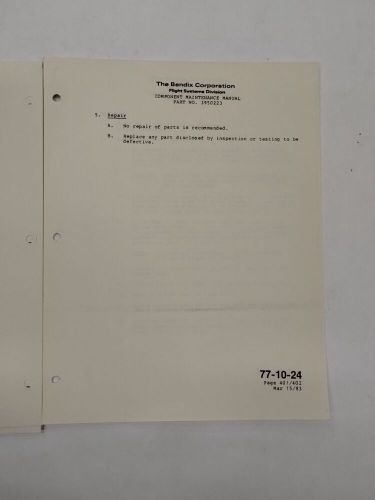 The Bendix Corporation
Flight Systems Division
COMPONENT MAINTENANCE MANUAL
PART NO. 1950223
5. Repair
A. No repair of parts is recommended.
B. Replace any part disclosed by inspection or testing to be
defective.
77-10-24
Page 401/402
Mar 15/83